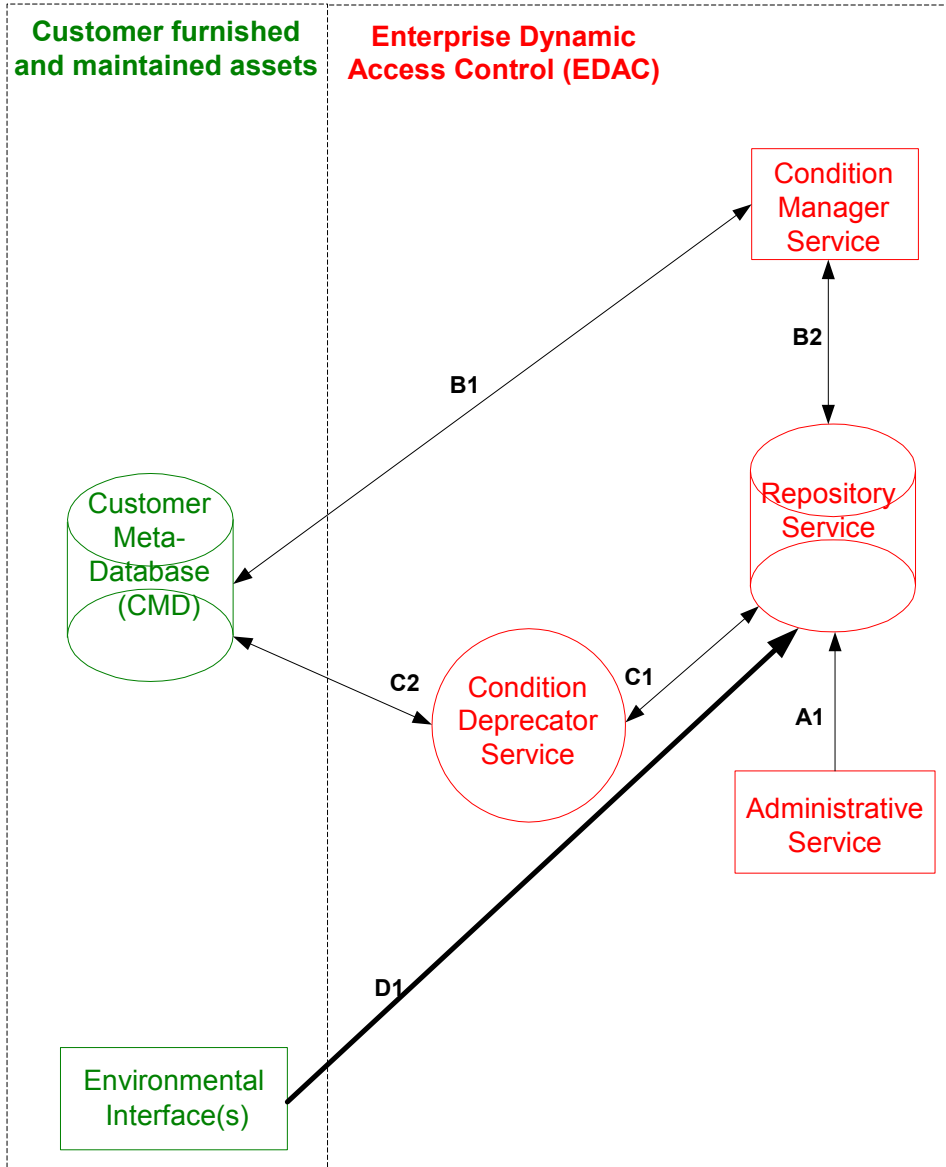 Customer furnished
and maintained assets
Enterprise Dynamic
Access Control (EDAC)
Condition
Manager
Service
B2
B1
Repository
Service
Customer
Meta-
Database
(CMD)
C2
Condition
Deprecator
Service
C1
A1
Administrative
Service
D1
Environmental
Interface(s)